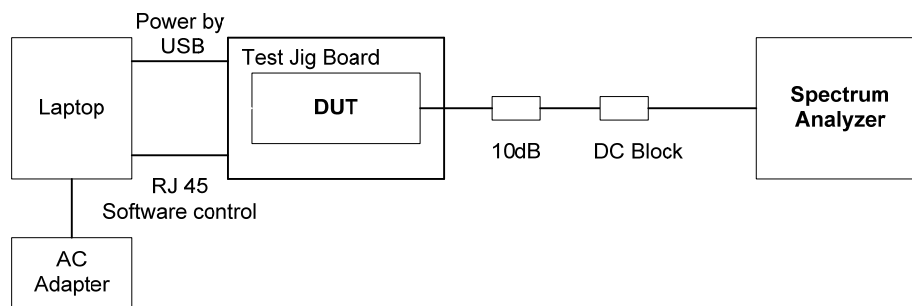 Power by
USB
Laptop
Test Jig Board
DUT
10dB
DC Block
Spectrum
Analyzer
RJ 45
Software control
AC
Adapter